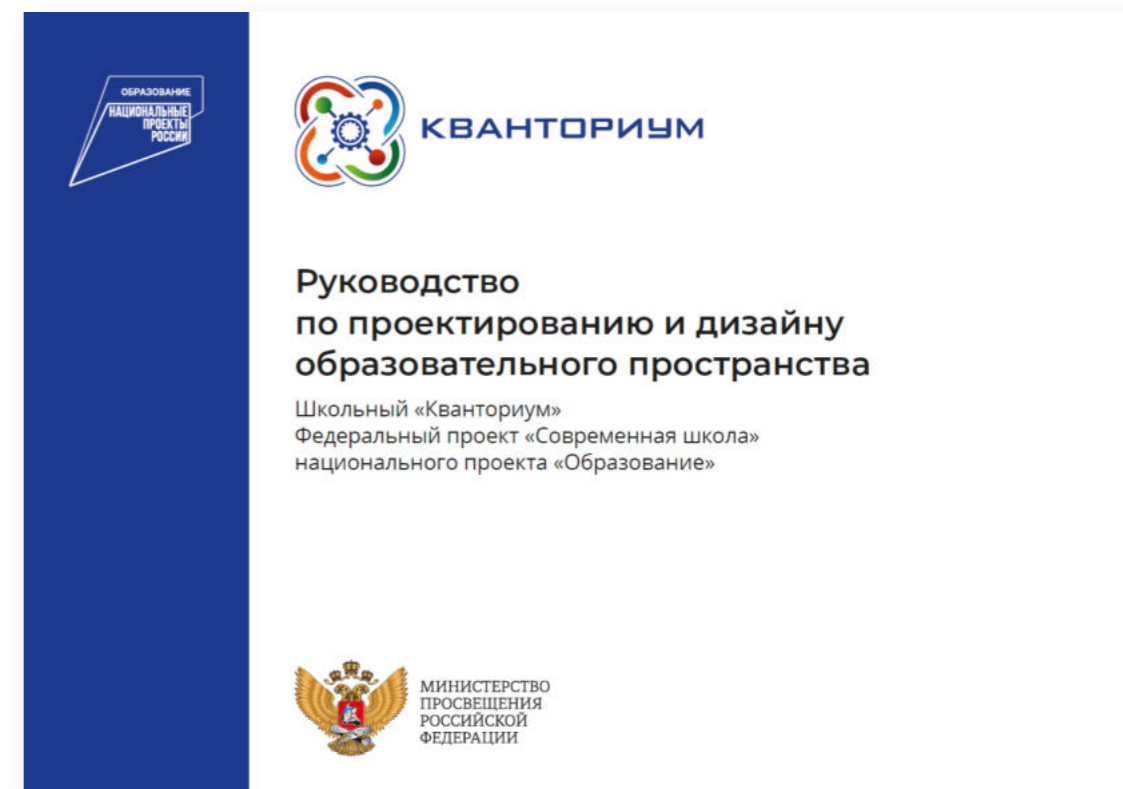 ОБРАЗОВАНИЕ
НАЦИОНАЛЬНЫЕ
ПРОЕКТЫ
РОССИИ
КВАНТОРИУМ
Руководство
по проектированию и дизайну
образовательного пространства
Школьный «Кванториум»
Федеральный проект «Современная школа»
национального проекта «Образование»
МИНИСТЕРСТВО
ПРОСВЕЩЕНИЯ
РОССИЙСКОЙ
ФЕДЕРАЦИИ